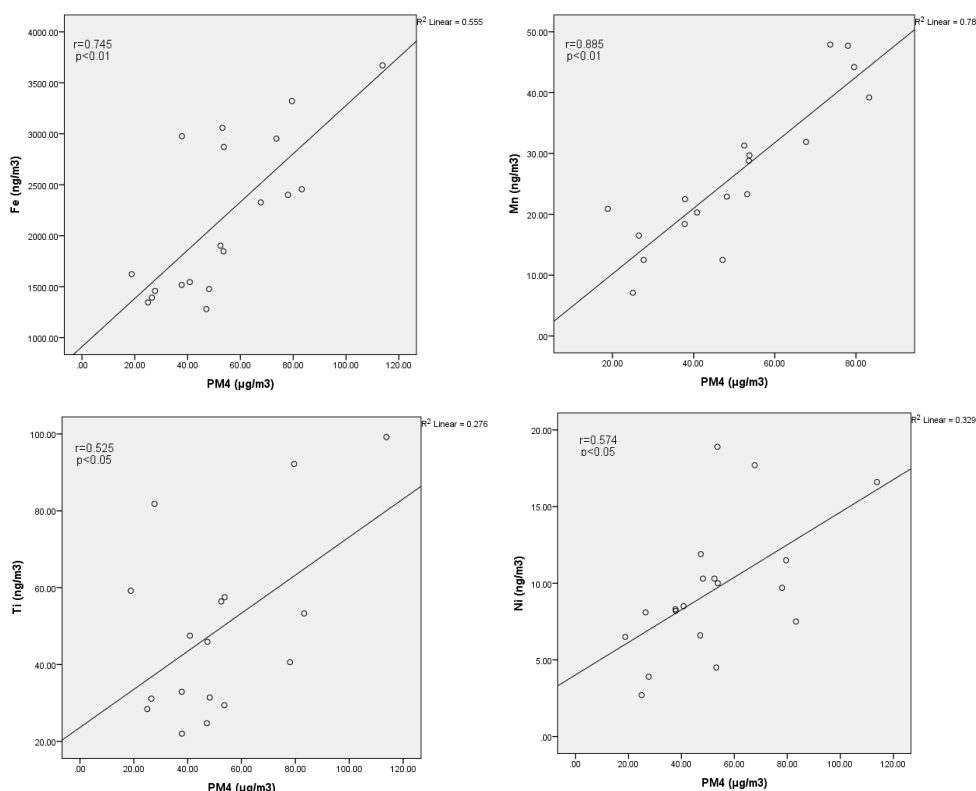 R² Linear = 0.555
r=0.745
p<0.01
4000.00
3500.00
3000.00
2500.00
2000.00
1500.00
1000.00
Fe (ng/m3)
.00 20.00 40.00 60.00 80.00 100.00 120.00
PM4 (µg/m3)
R² Linear = 0.78
r=0.885
p<0.01
50.00
40.00
30.00
20.00
10.00
.00
Mn (ng/m3)
20.00 40.00 60.00 80.00
PM4 (µg/m3)
R² Linear = 0.276
r=0.525
p<0.05
100.00
80.00
60.00
40.00
20.00
Ti (ng/m3)
.00 20.00 40.00 60.00 80.00 100.00 120.00
PM4 (µg/m3)
R² Linear = 0.329
r=0.574
p<0.05
20.00
15.00
10.00
5.00
.00
Ni (ng/m3)
.00 20.00 40.00 60.00 80.00 100.00 120.00
PM4 (µg/m3)